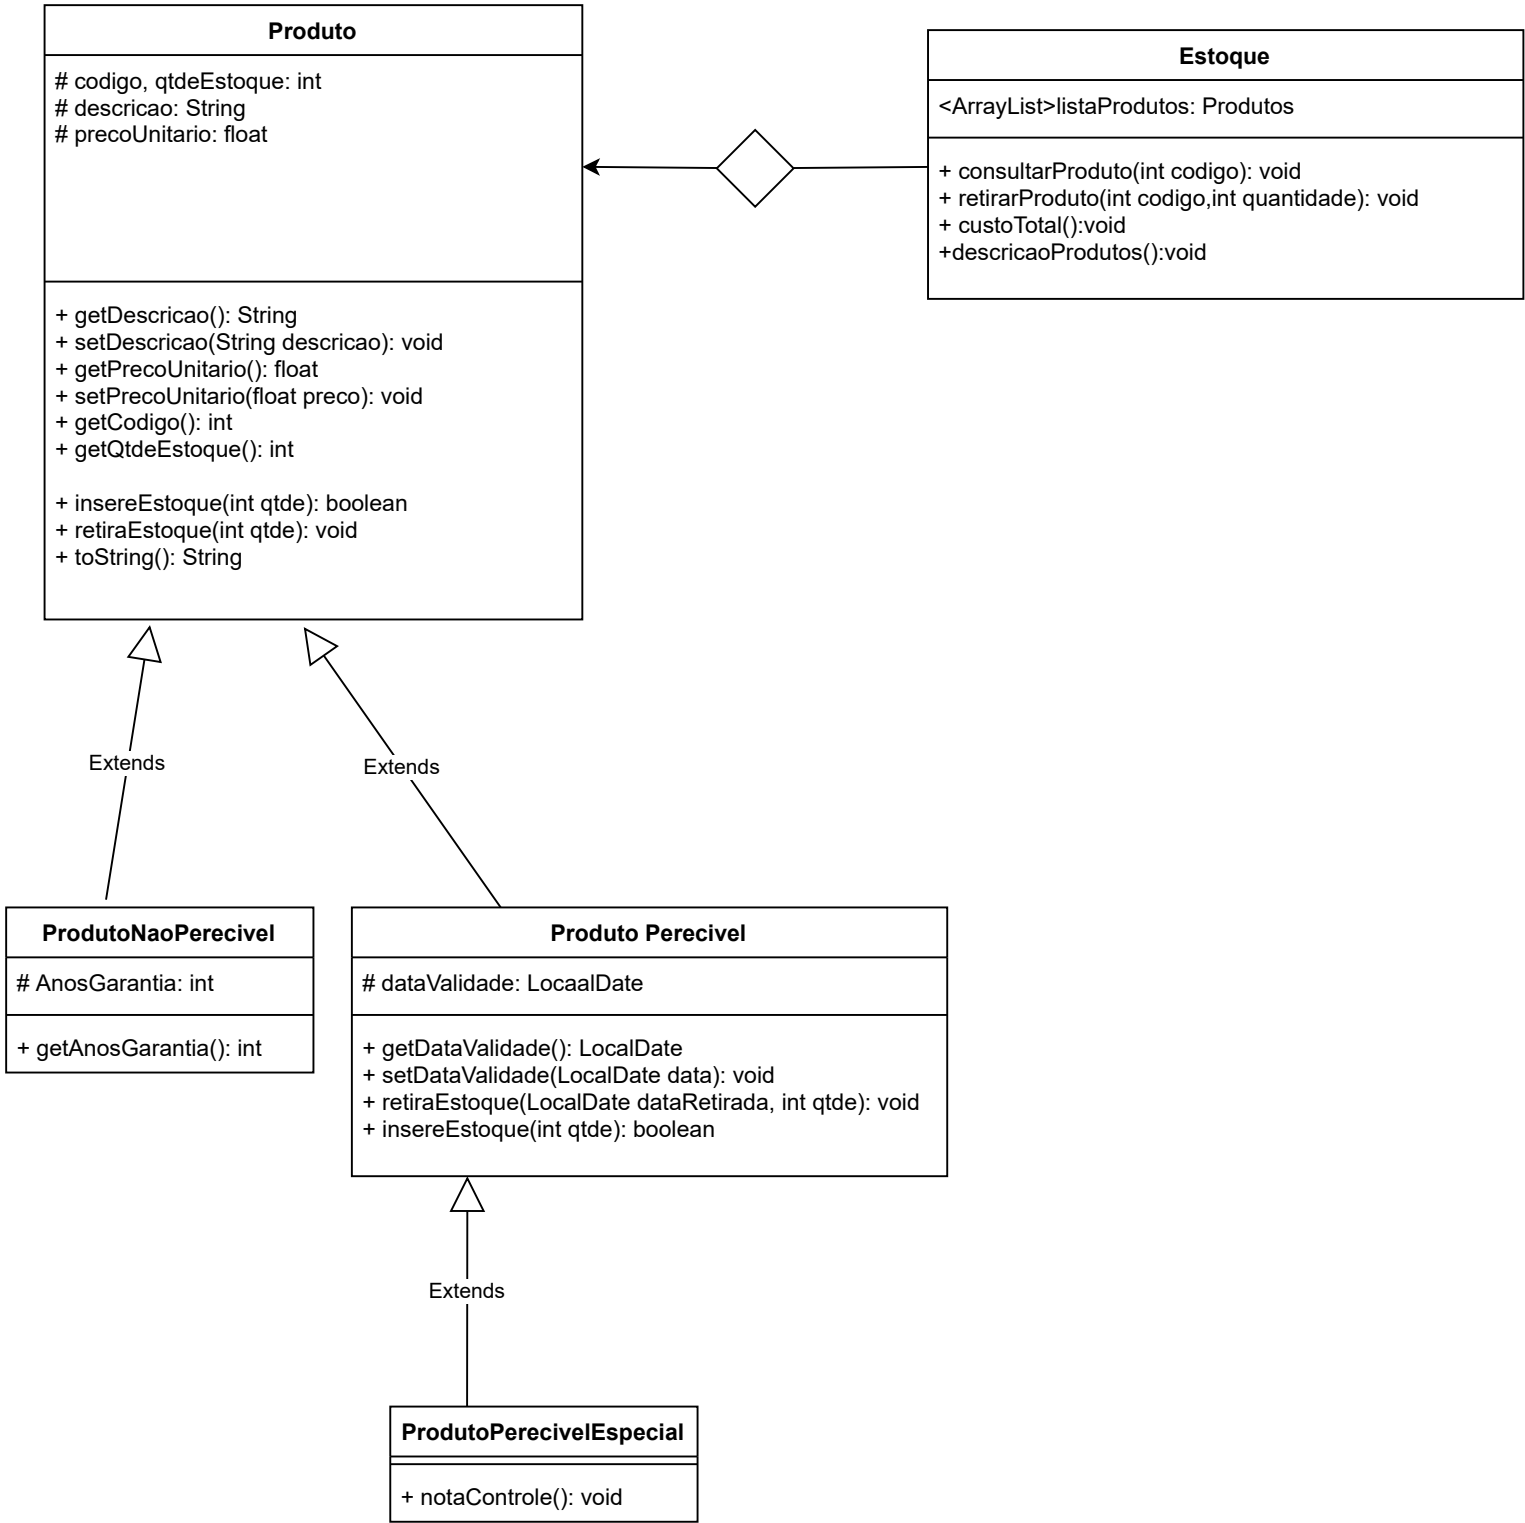 Produto
# codigo, qtdeEstoque: int
# descricao: String
# precoUnitario: float
+ getDescricao(): String
+ setDescricao(String descricao): void
+ getPrecoUnitario(): float
+ setPrecoUnitario(float preco): void
+ getCodigo(): int
+ getQtdeEstoque(): int
+ insereEstoque(int qtde): boolean
+ retiraEstoque(int qtde): void
+ toString(): String
Estoque
<ArrayList>listaProdutos: Produtos
+ consultarProduto(int codigo): void
+ retirarProduto(int codigo,int quantidade): void
+ custoTotal():void
+descricaoProdutos():void
Extends
Extends
ProdutoNaoPerecivel
# AnosGarantia: int
+ getAnosGarantia(): int
Produto Perecivel
# dataValidade: LocaalDate
+ getDataValidade(): LocalDate
+ setDataValidade(LocalDate data): void
+ retiraEstoque(LocalDate dataRetirada, int qtde): void
+ insereEstoque(int qtde): boolean
Extends
ProdutoPerecivelEspecial
+ notaControle(): void